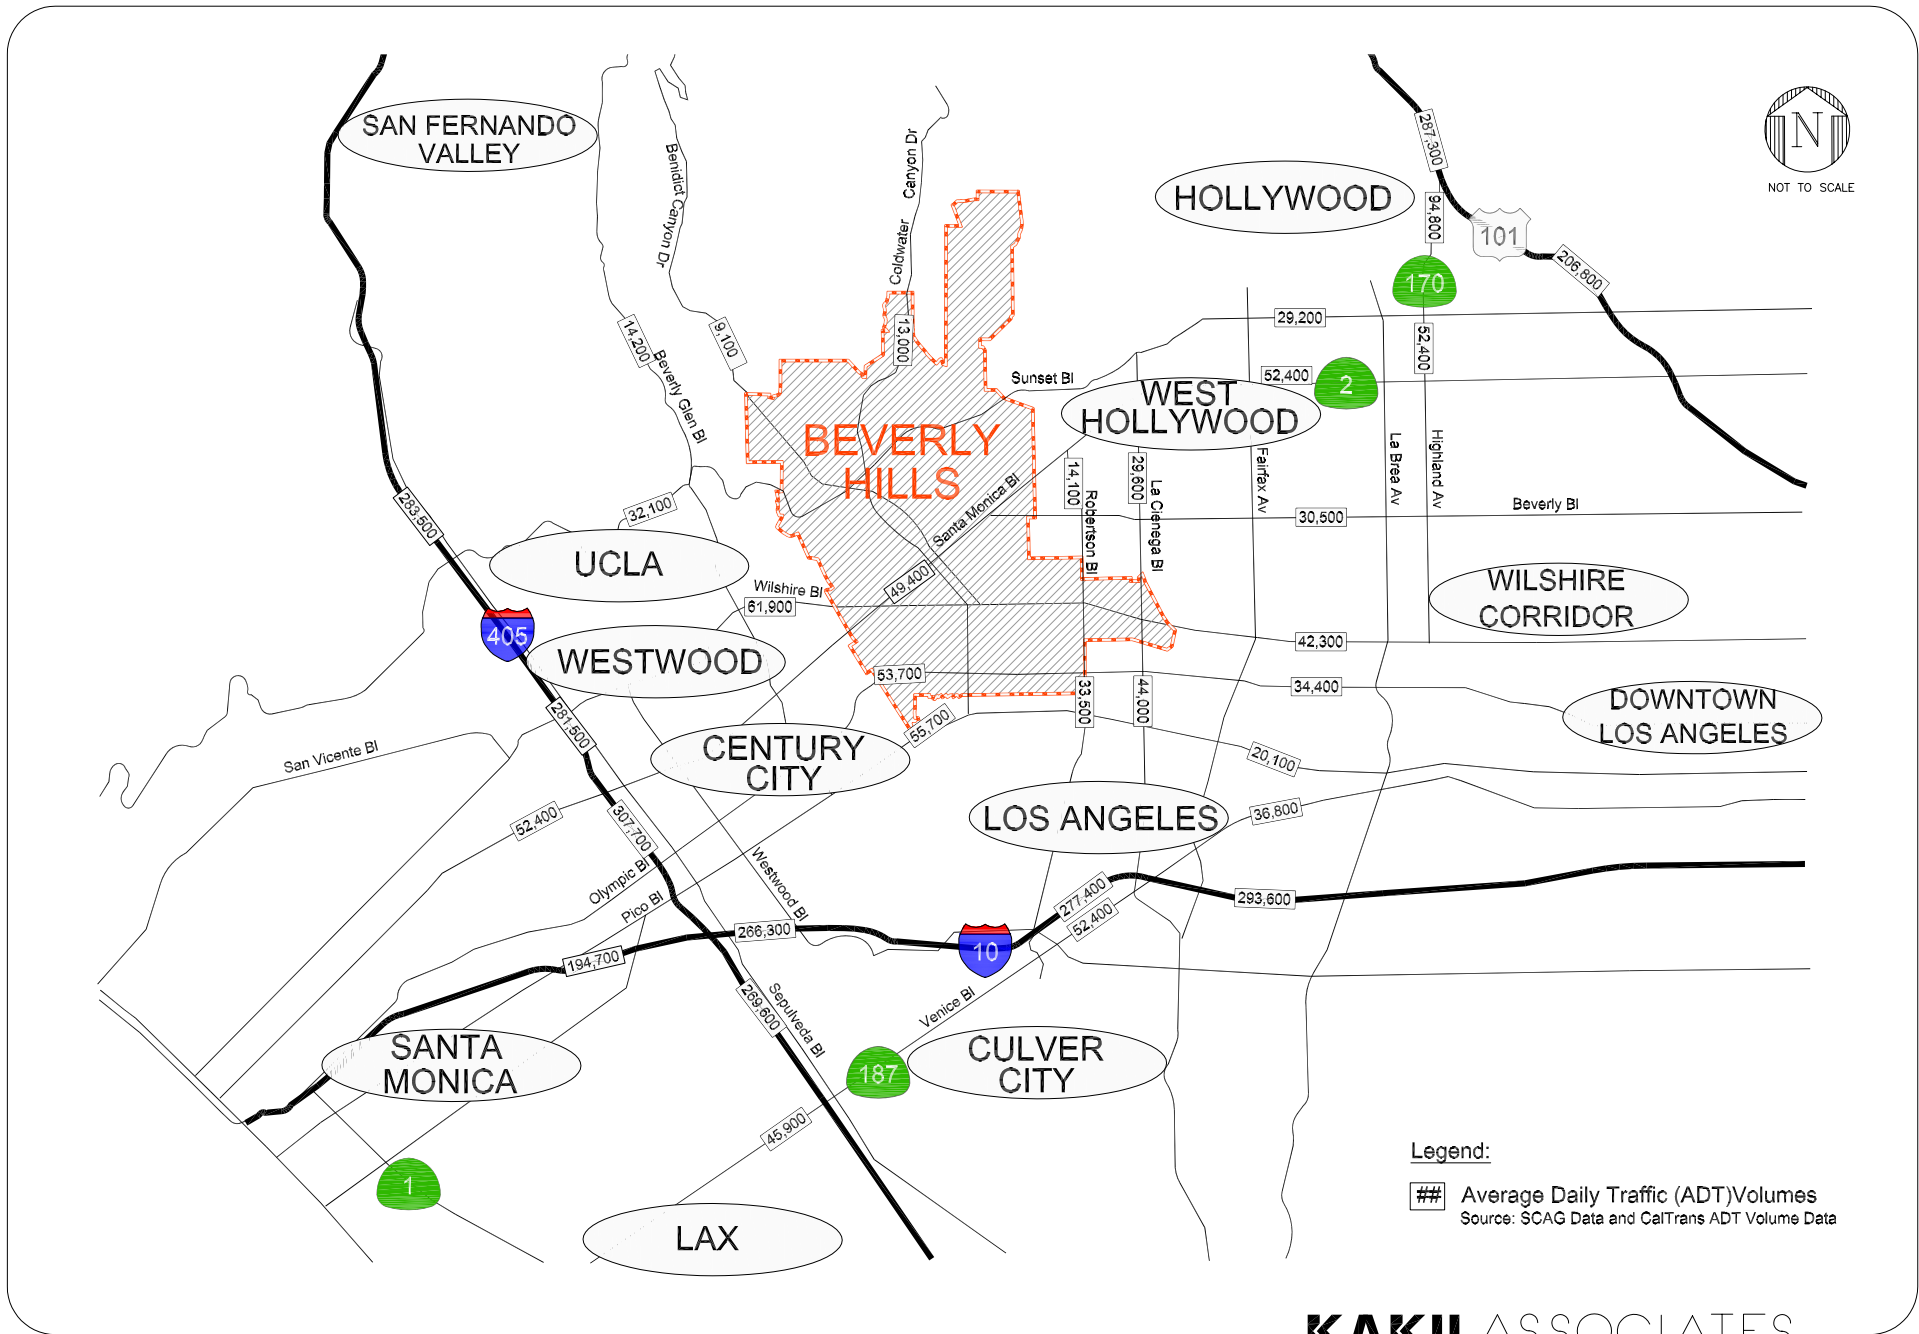 SAN FERNANDO
VALLEY
Benidict Canyon Dr
Coldwater Canyon Dr
HOLLYWOOD
287,300
94,800
101
206,800
170
N
NOT TO SCALE
14,200
9,100
13,000
29,200
52,400
Beverly Glen Bl
Sunset Bl
52,400
2
WEST
HOLLYWOOD
BEVERLY
HILLS
283,500
32,100
Santa Monica Bl
14,100
Robertson Bl
29,600
La Cienega Bl
Fairfax Av
La Brea Av
Highland Av
Beverly Bl
30,500
UCLA
Wilshire Bl
61,900
49,400
WILSHIRE
CORRIDOR
405
WESTWOOD
42,300
53,700
33,500
44,000
34,400
DOWNTOWN
LOS ANGELES
281,500
55,700
San Vicente Bl
CENTURY
CITY
20,100
52,400
307,700
LOS ANGELES
36,800
Olympic Bl
Pico Bl
Westwood Bl
277,400
52,400
293,600
266,300
194,700
10
269,600
Sepulveda Bl
Venice Bl
SANTA
MONICA
187
CULVER
CITY
45,900
1
LAX
Legend:
## Average Daily Traffic (ADT)Volumes
Source: SCAG Data and CalTrans ADT Volume Data
KAKU ASSOCIATES